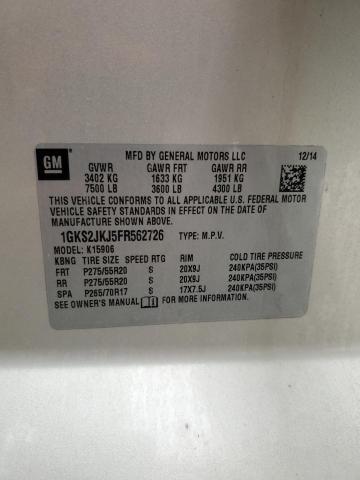 MFD BY GENERAL MOTORS LLC 12/14
GM
GVWR GAWR FRT GAWR RR
3402 KG 1633 KG 1951 KG
7500 LB 3600 LB 4300 LB
THIS VEHICLE CONFORMS TO ALL APPLICABLE U.S. FEDERAL MOTOR
VEHICLE SAFETY STANDARDS IN EFFECT ON THE DATE OF
MANUFACTURE SHOWN ABOVE.
1GKS2JKJ5FR562726 TYPE: M.P.V.
MODEL: K15906
KBNG TIRE SIZE SPEED RTG RIM COLD TIRE PRESSURE
FRT P275/55R20 S 20X9J 240KPA(35PSI)
RR P275/55R20 S 20X9J 240KPA(35PSI)
SPA P265/70R17 S 17X7.5J 240KPA(35PSI)
SEE OWNER'S MANUAL FOR MORE INFORMATION.